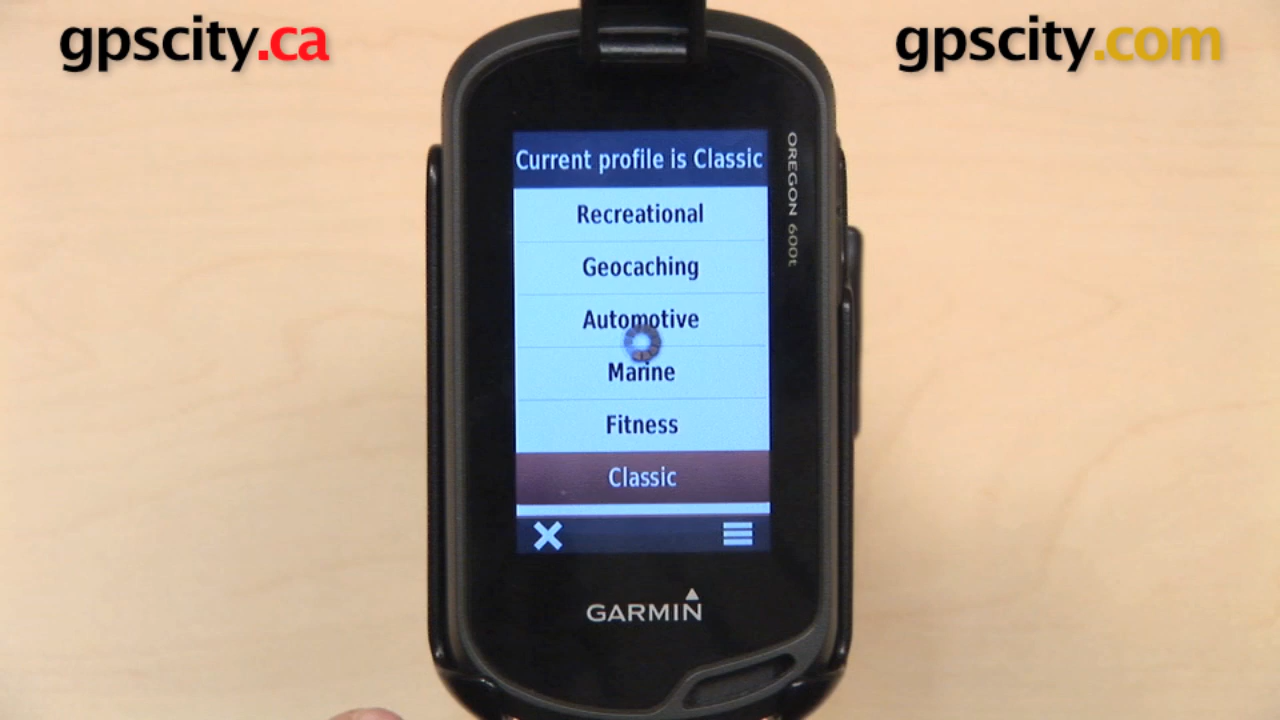 gpscity.ca
gpscity.com
OREGON 600t
Current profile is Classic
Recreational
Geocaching
Automotive
Marine
Fitness
Classic
GARMIN